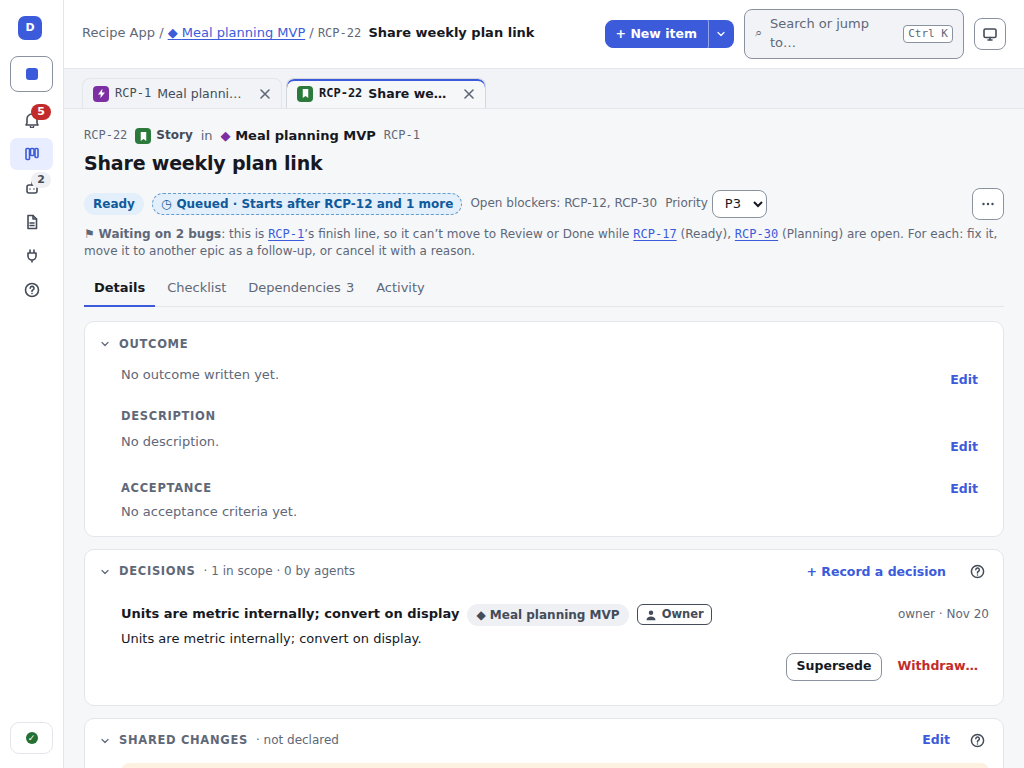 D
Recipe App / ◆ Meal planning MVP / RCP-22 Share weekly plan link
+ New item
Search or jump to…
Ctrl K
5
2
RCP-1 Meal planni…
RCP-22 Share we…
RCP-22 Story in ◆ Meal planning MVP RCP-1
Share weekly plan link
Ready
◷ Queued · Starts after RCP-12 and 1 more
Open blockers: RCP-12, RCP-30
Priority P3
⚑ Waiting on 2 bugs: this is RCP-1’s finish line, so it can’t move to Review or Done while RCP-17 (Ready), RCP-30 (Planning) are open. For each: fix it,
move it to another epic as a follow-up, or cancel it with a reason.
Details Checklist Dependencies 3 Activity
OUTCOME
No outcome written yet.
Edit
DESCRIPTION
No description.
Edit
ACCEPTANCE
Edit
No acceptance criteria yet.
DECISIONS · 1 in scope · 0 by agents
+ Record a decision
Units are metric internally; convert on display ◆ Meal planning MVP Owner
owner · Nov 20
Units are metric internally; convert on display.
Supersede Withdraw…
SHARED CHANGES · not declared
Edit